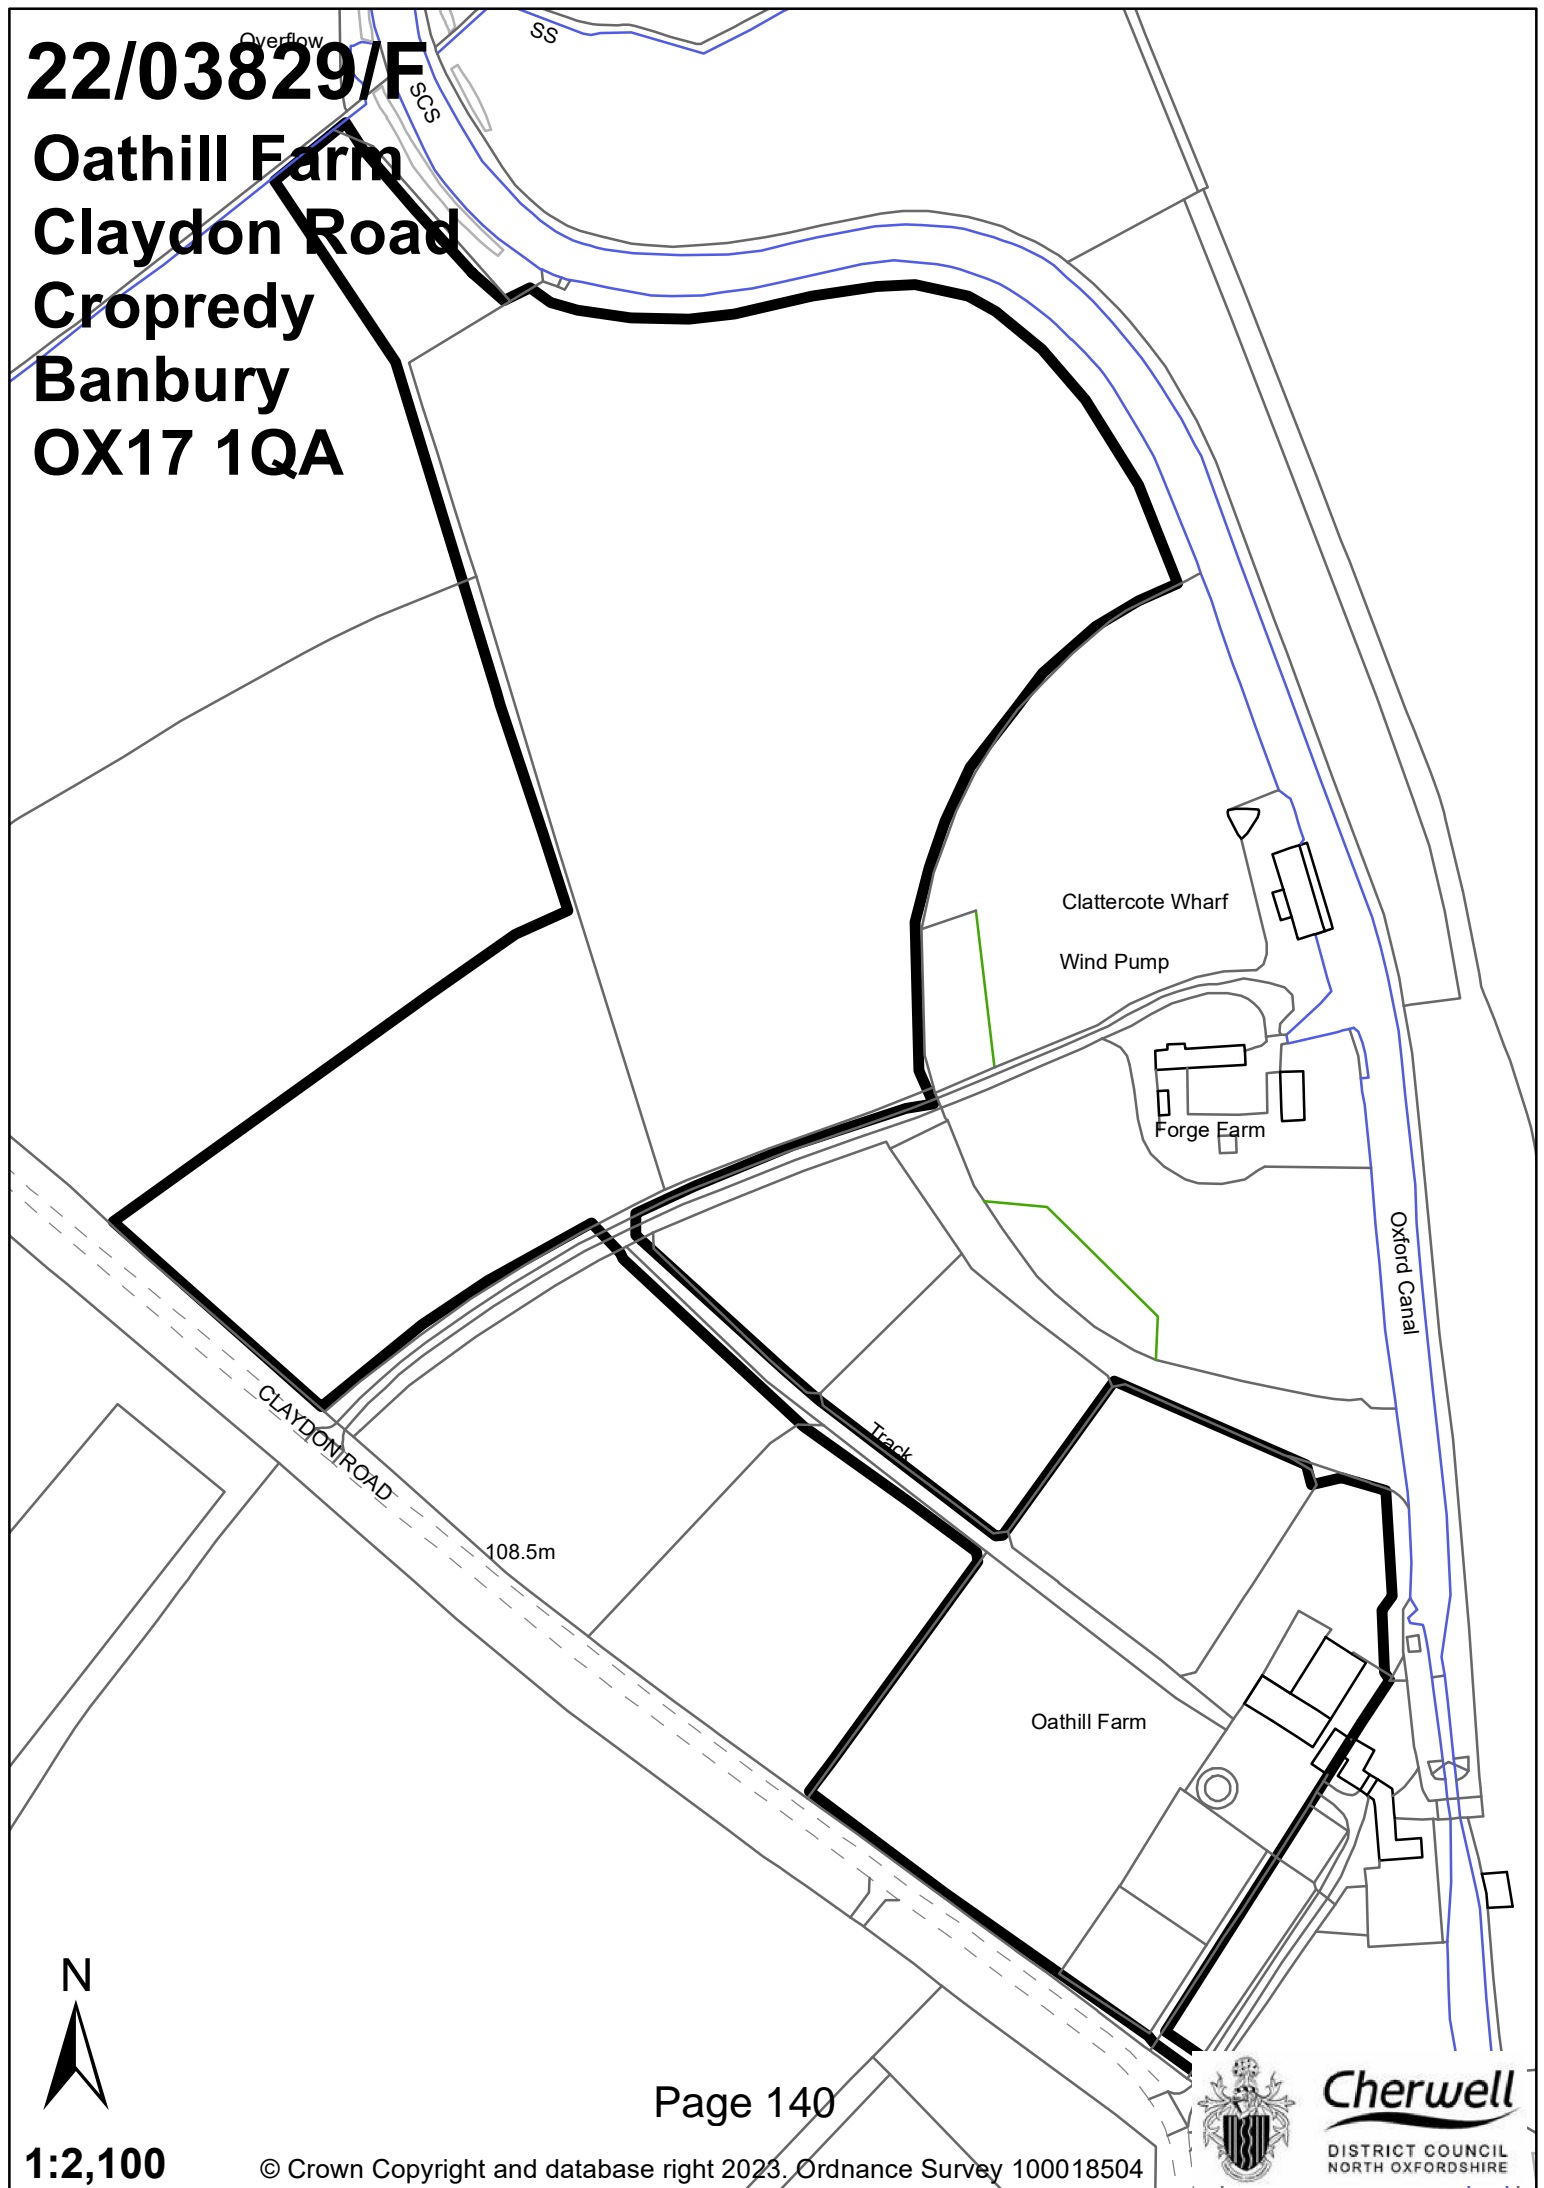 Overflow
22/03829/F
Oathill Farm
Claydon Road
Cropredy
Banbury
OX17 1QA
SS
SCS
Clattercote Wharf
Wind Pump
Forge Farm
Oxford Canal
CLAYDON ROAD
Track
108.5m
Oathill Farm
N
Page 140
1:2,100
© Crown Copyright and database right 2023. Ordnance Survey 100018504
Cherwell
DISTRICT COUNCIL
NORTH OXFORDSHIRE